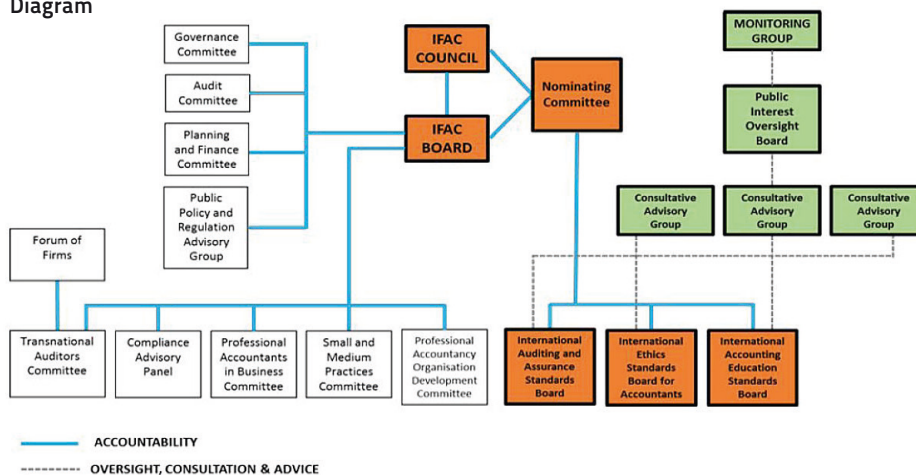 Diagram
Governance
Committee
Audit
Committee
Planning
and Finance
Committee
Public
Policy and
Regulation
Advisory
Group
IFAC
COUNCIL
IFAC
BOARD
Nominating
Committee
MONITORING
GROUP
Public
Interest
Oversight
Board
Consultative
Advisory
Group
Consultative
Advisory
Group
Consultative
Advisory
Group
Forum of
Firms
Transnational
Auditors
Committee
Compliance
Advisory
Panel
Professional
Accountants
in Business
Committee
Small and
Medium
Practices
Committee
Professional
Accountancy
Organisation
Development
Committee
International
Auditing and
Assurance
Standards
Board
International
Ethics
Standards
Board for
Accountants
International
Accounting
Education
Standards
Board
ACCOUNTABILITY
OVERSIGHT, CONSULTATION & ADVICE